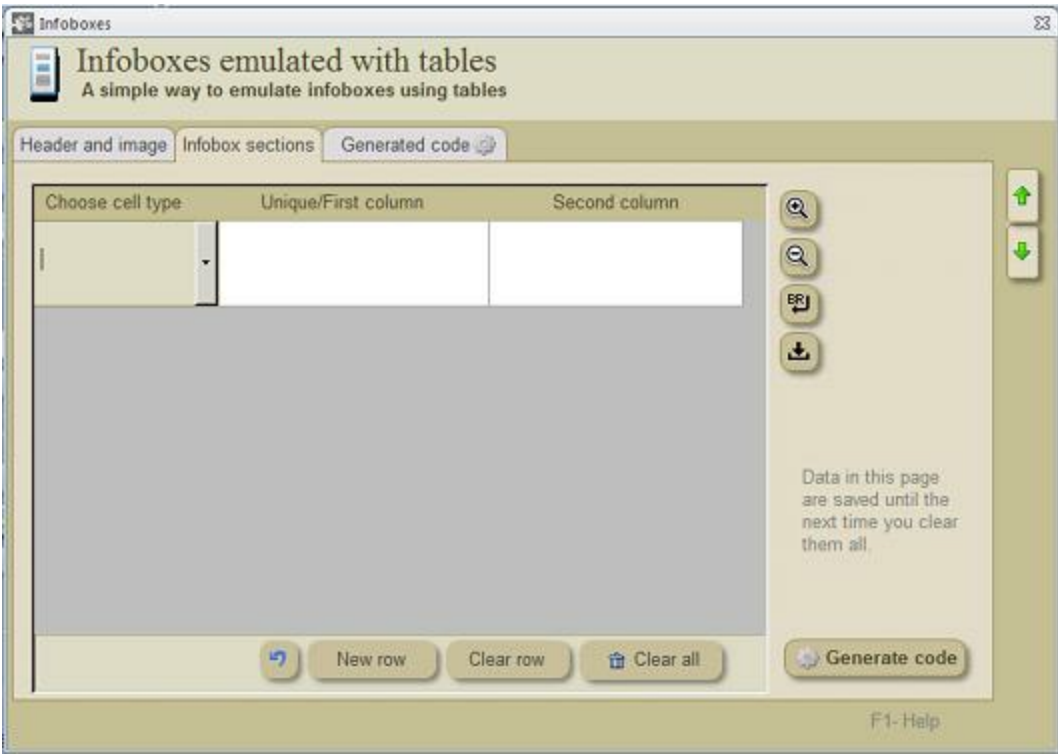 Infoboxes
Infoboxes emulated with tables
A simple way to emulate infoboxes using tables
Header and image
Infobox sections
Generated code
Choose cell type
Unique/First column
Second column
BR
Data in this page
are saved until the
next time you clear
them all.
New row
Clear row
Clear all
Generate code
F1- Help